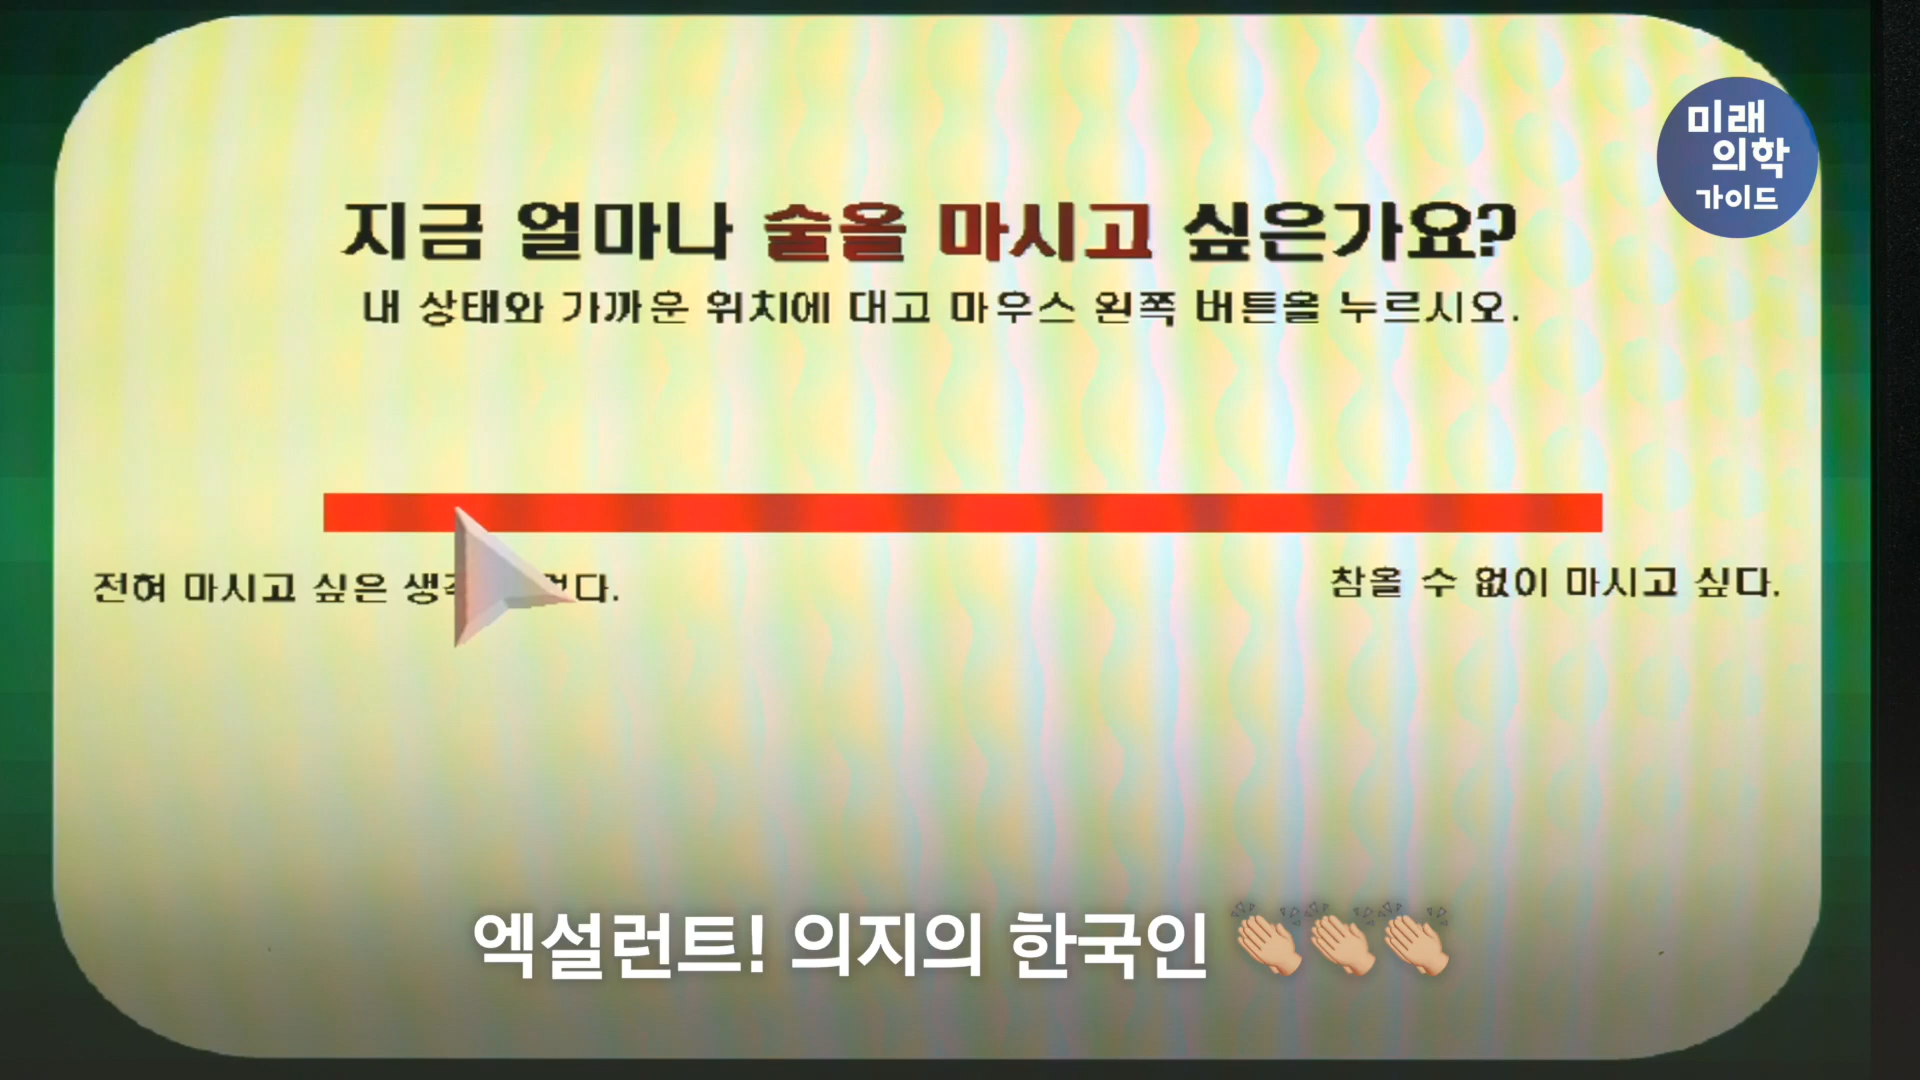 미래
의학
가이드
지금 얼마나 술을 마시고 싶은가요?
내 상태와 가까운 위치에 대고 마우스 왼쪽 버튼을 누르시오.
전혀 마시고 싶은 다.
참을 수 없이 마시고 싶다.
엑설런트! 의지의 한국인 👏🏼👏🏼👏🏼